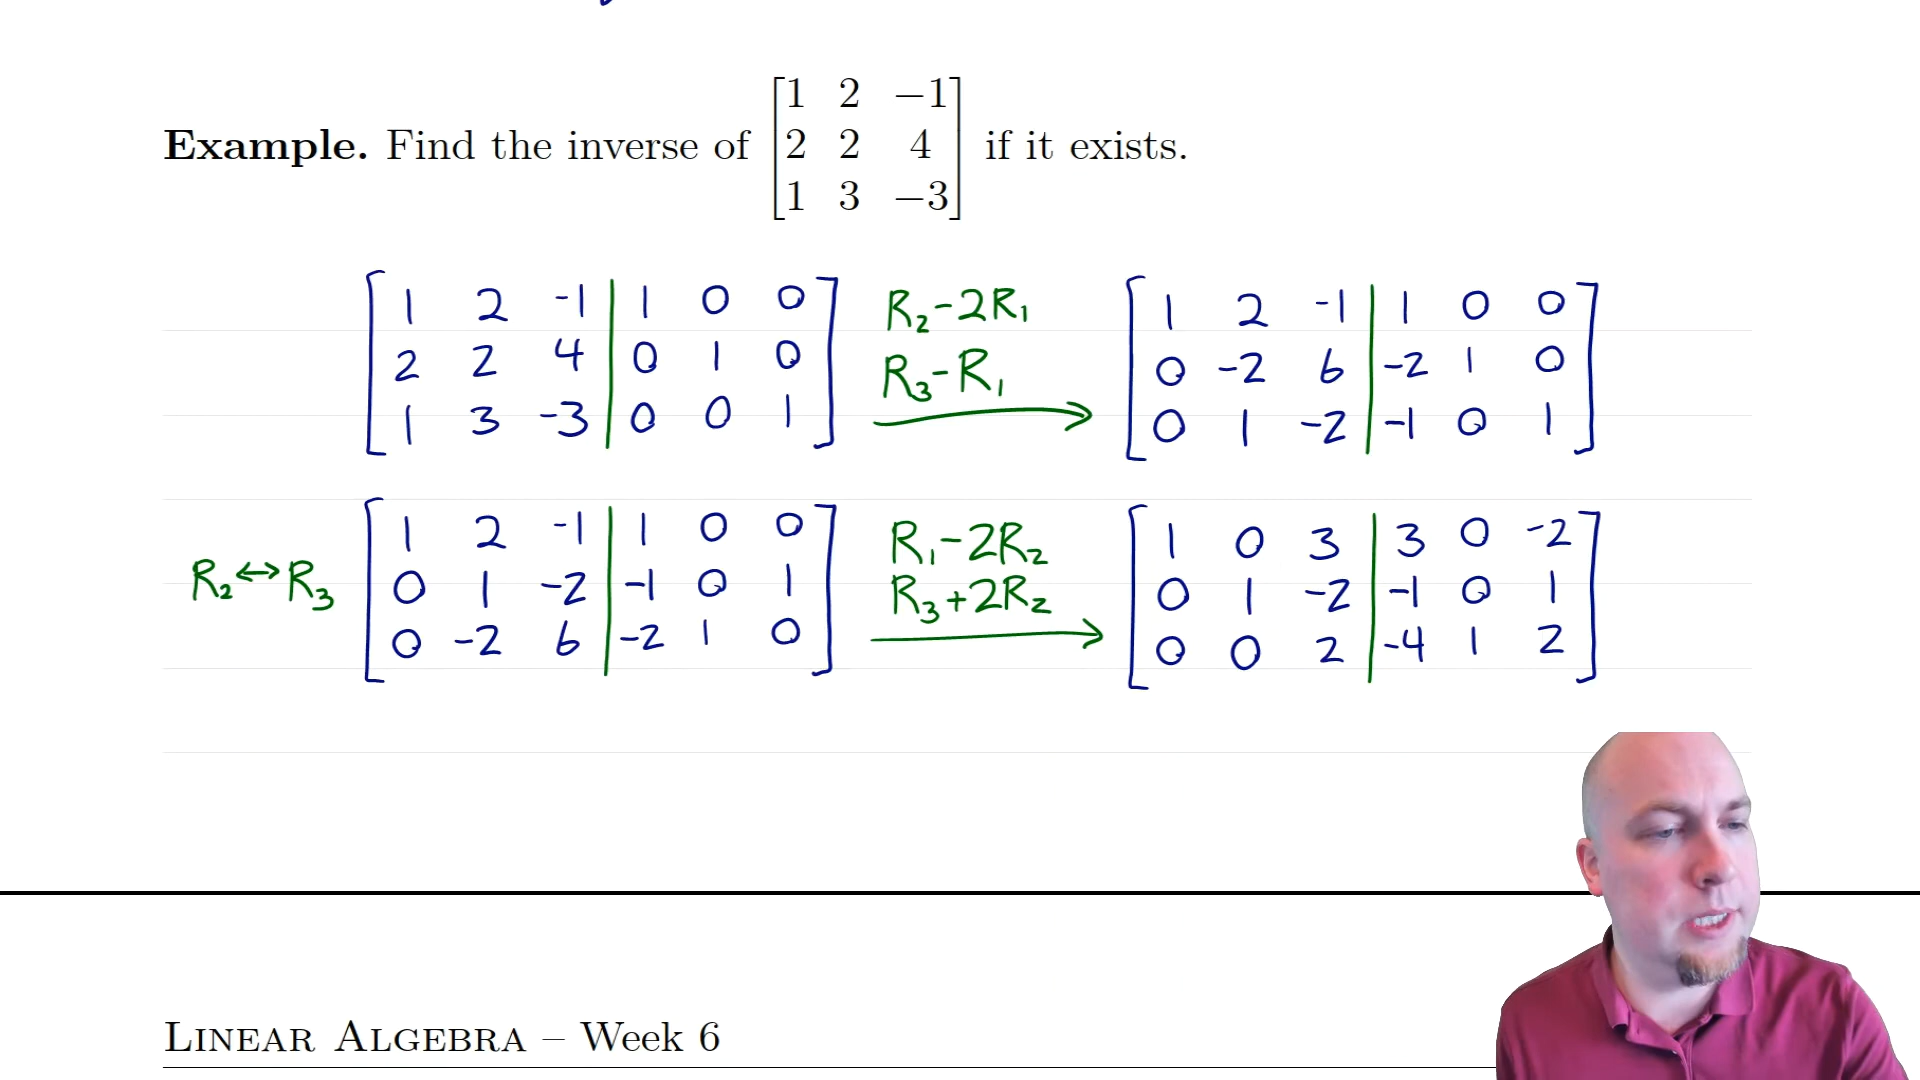 Example. Find the inverse of [1 2 −1; 2 2 4; 1 3 −3] if it exists.
[1 2 -1 | 1 0 0] R₂-2R₁ [1 2 -1 | 1 0 0]
[2 2 4 | 0 1 0] R₃-R₁ [0 -2 6 | -2 1 0]
[1 3 -3 | 0 0 1] → [0 1 -2 | -1 0 1]
[1 2 -1 | 1 0 0] R₁-2R₂ [1 0 3 | 3 0 -2]
R₂↔R₃ [0 1 -2 | -1 0 1] R₃+2R₂ [0 1 -2 | -1 0 1]
[0 -2 6 | -2 1 0] → [0 0 2 | -4 1 2]
LINEAR ALGEBRA – Week 6